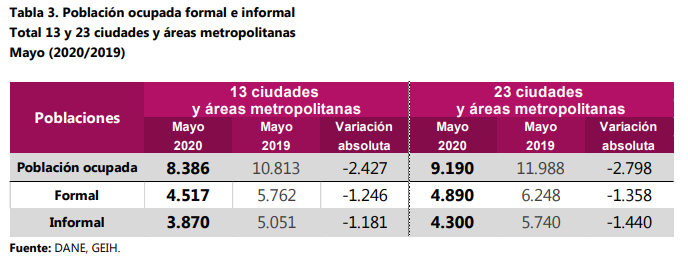 Tabla 3. Población ocupada formal e informal
Total 13 y 23 ciudades y áreas metropolitanas
Mayo (2020/2019)
Poblaciones 13 ciudades y áreas metropolitanas 23 ciudades y áreas metropolitanas
Mayo 2020 Mayo 2019 Variación absoluta Mayo 2020 Mayo 2019 Variación absoluta
Población ocupada 8.386 10.813 -2.427 9.190 11.988 -2.798
Formal 4.517 5.762 -1.246 4.890 6.248 -1.358
Informal 3.870 5.051 -1.181 4.300 5.740 -1.440
Fuente: DANE, GEIH.